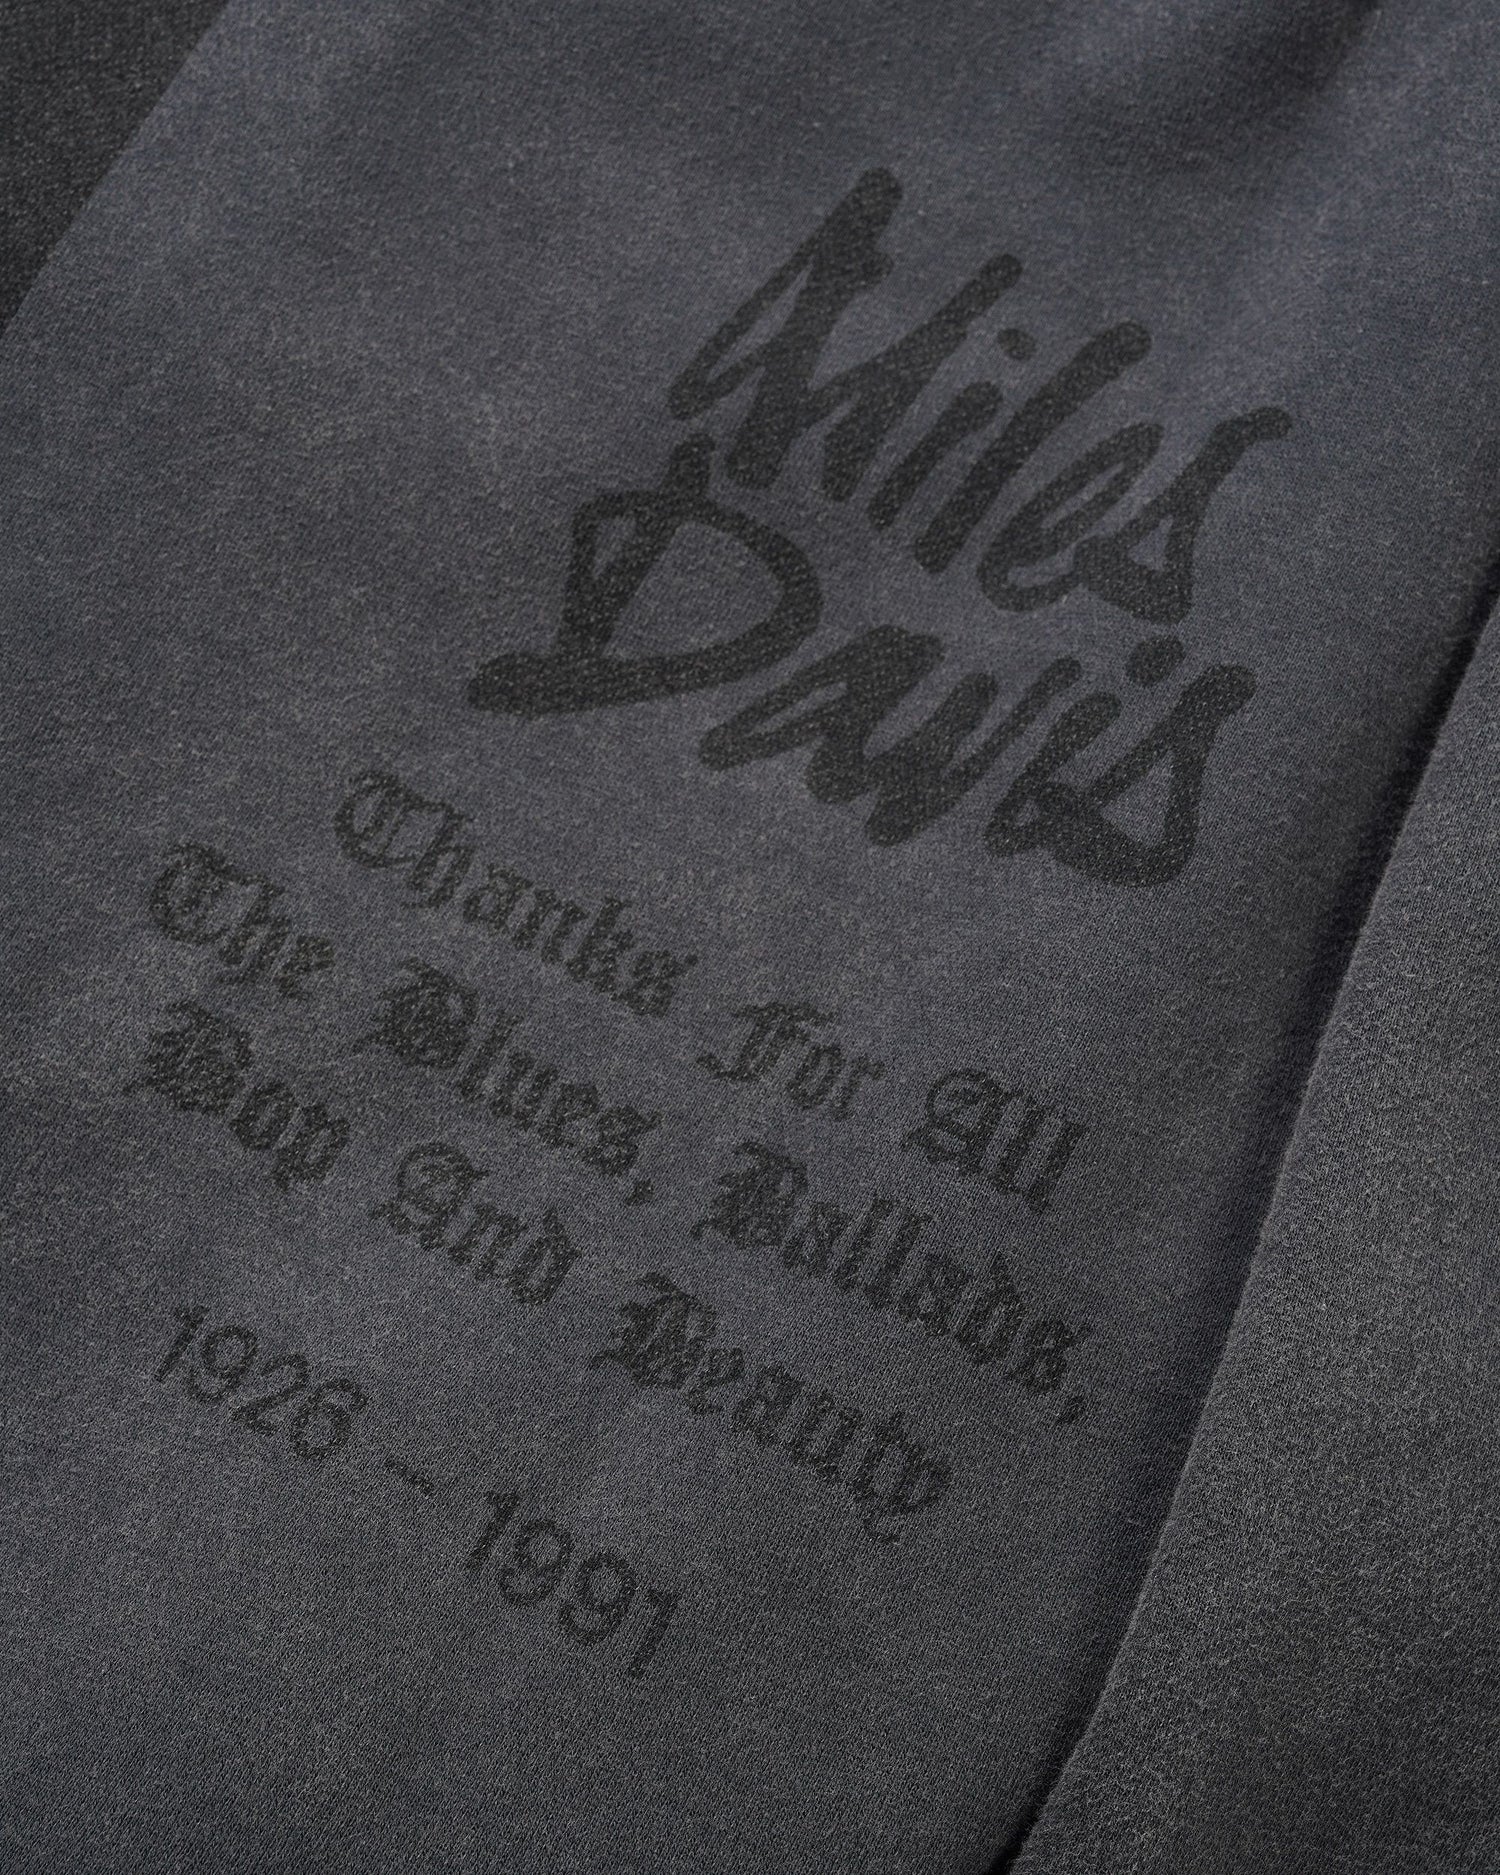 Miles
Davis
Thanks For All
The Blues, Ballads,
Bop And Beauty
1926 – 1991